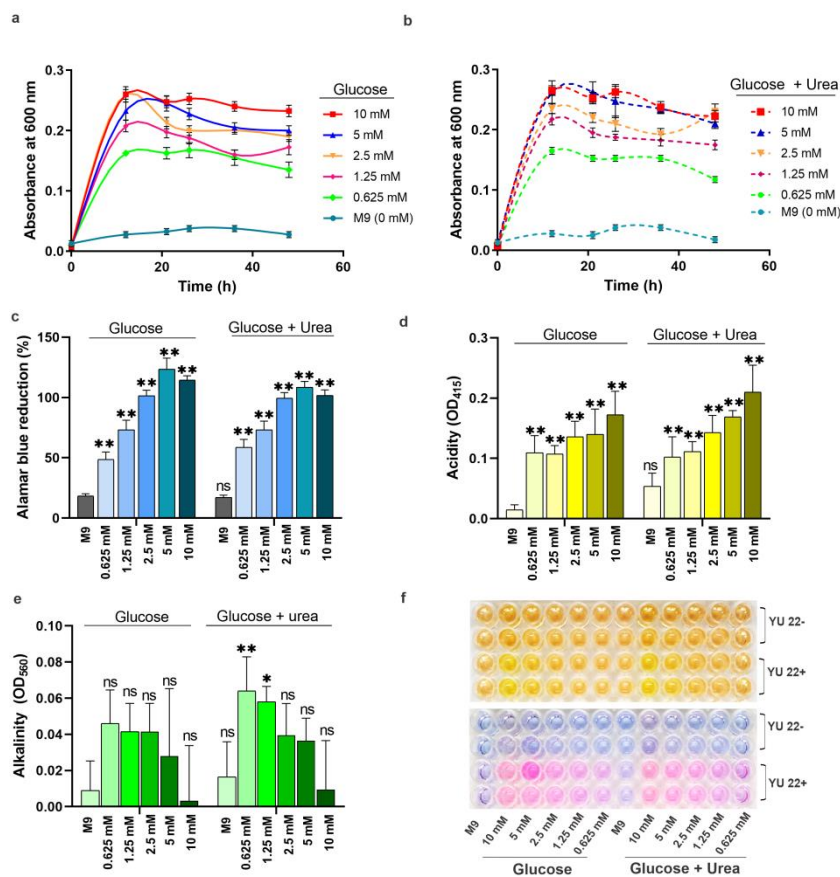 a
Absorbance at 600 nm
0.3
0.2
0.1
0.0
0
20
40
60
Time (h)
Glucose
10 mM
5 mM
2.5 mM
1.25 mM
0.625 mM
M9 (0 mM)
b
Absorbance at 600 nm
0.3
0.2
0.1
0.0
0
20
40
60
Time (h)
Glucose + Urea
10 mM
5 mM
2.5 mM
1.25 mM
0.625 mM
M9 (0 mM)
c
Glucose
Glucose + Urea
Alamar blue reduction (%)
150
100
50
0
** ** ** ** **
ns ** ** ** ** **
M9 0.625 mM 1.25 mM 2.5 mM 5 mM 10 mM
M9 0.625 mM 1.25 mM 2.5 mM 5 mM 10 mM
d
Glucose
Glucose + Urea
Acidity (OD415)
0.3
0.2
0.1
0.0
** ** ** ** **
ns ** ** ** ** **
M9 0.625 mM 1.25 mM 2.5 mM 5 mM 10 mM
M9 0.625 mM 1.25 mM 2.5 mM 5 mM 10 mM
e
Glucose
Glucose + urea
Alkalinity (OD560)
0.10
0.08
0.06
0.04
0.02
0.00
ns ns ns ns ns
ns ** * ns ns ns
M9 0.625 mM 1.25 mM 2.5 mM 5 mM 10 mM
M9 0.625 mM 1.25 mM 2.5 mM 5 mM 10 mM
f
YU 22-
YU 22+
YU 22-
YU 22+
M9 10 mM 5 mM 2.5 mM 1.25 mM 0.625 mM M9 10 mM 5 mM 2.5 mM 1.25 mM 0.625 mM
Glucose
Glucose + Urea